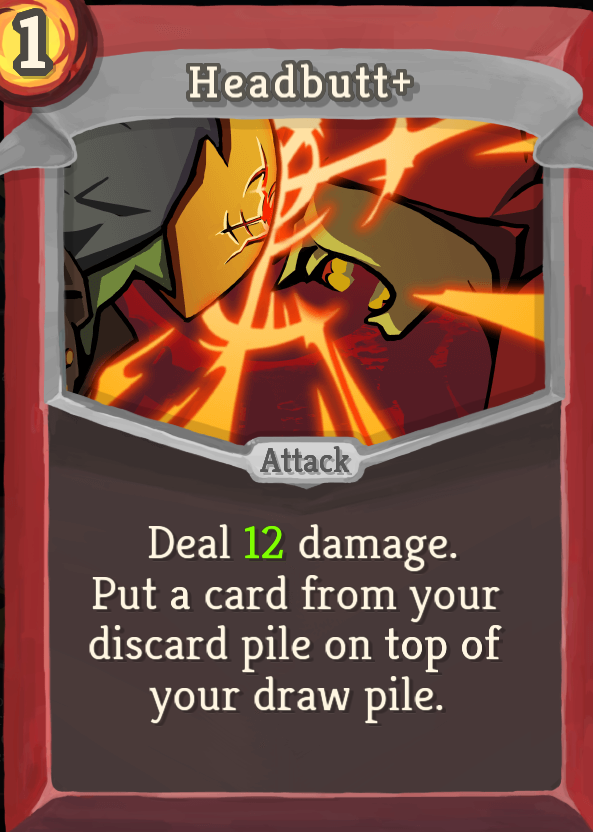 1
Headbutt+
Attack
Deal 12 damage.
Put a card from your
discard pile on top of
your draw pile.